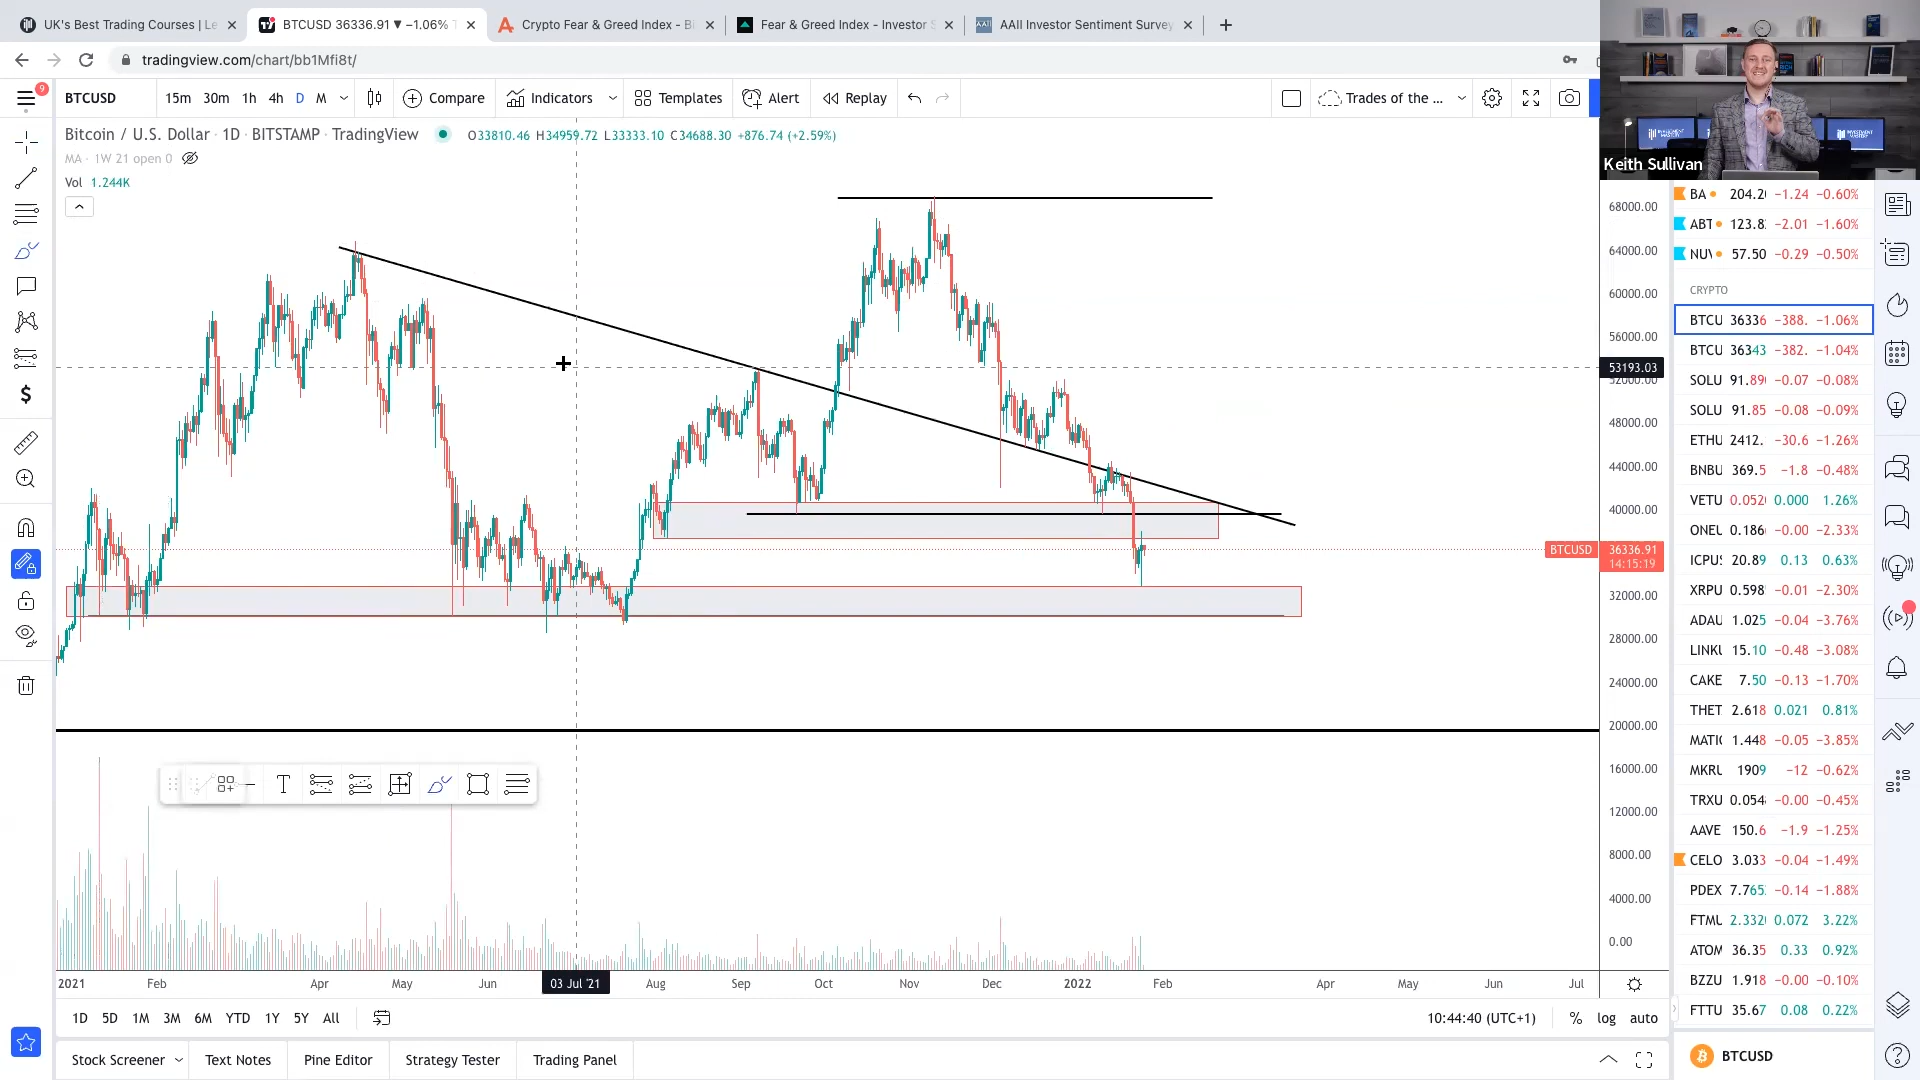 UK's Best Trading Courses | Le
BTCUSD 36336.91 ▼ −1.06% T
Crypto Fear & Greed Index - Bi
Fear & Greed Index - Investor S
AAII Investor Sentiment Survey
tradingview.com/chart/bb1Mfi8t/
9
BTCUSD
15m 30m 1h 4h D M
Compare
Indicators
Templates
Alert
Replay
Trades of the ...
Keith Sullivan
Bitcoin / U.S. Dollar · 1D · BITSTAMP · TradingView
O33810.46 H34959.72 L33333.10 C34688.30 +876.74 (+2.59%)
MA · 1W 21 open 0
Vol 1.244K
68000.00
64000.00
60000.00
56000.00
53193.03
52000.00
48000.00
44000.00
40000.00
BTCUSD 36336.91
14:15:19
32000.00
28000.00
24000.00
20000.00
16000.00
12000.00
8000.00
4000.00
0.00
BA 204.20 −1.24 −0.60%
ABT 123.8 −2.01 −1.60%
57.50 −0.29 −0.50%
CRYPTO
BTCU 36336 −388. −1.06%
BTCU 36343 −382. −1.04%
SOLU 91.89 −0.07 −0.08%
SOLU 91.85 −0.08 −0.09%
ETHU 2412. −30.6 −1.26%
BNBU 369.5 −1.8 −0.48%
VETU 0.052 0.000 1.26%
ONEU 0.186 −0.00 −2.33%
ICPU 20.89 0.13 0.63%
XRPU 0.598 −0.01 −2.30%
ADAU 1.025 −0.04 −3.76%
LINKU 15.10 −0.48 −3.08%
CAKE 7.50 −0.13 −1.70%
THET 2.618 0.021 0.81%
MATIC 1.448 −0.05 −3.85%
MKRU 1909 −12 −0.62%
TRXU 0.054 −0.00 −0.45%
AAVE 150.6 −1.9 −1.25%
CELO 3.033 −0.04 −1.49%
PDEX 7.765 −0.14 −1.88%
FTMU 2.332 0.072 3.22%
ATOM 36.35 0.33 0.92%
BZZU 1.918 −0.00 −0.10%
FTTU 35.67 0.08 0.22%
BTCUSD
2021 Feb Apr May Jun 03 Jul '21 Aug Sep Oct Nov Dec 2022 Feb Apr May Jun Jul
1D 5D 1M 3M 6M YTD 1Y 5Y All
10:44:40 (UTC+1) % log auto
Stock Screener Text Notes Pine Editor Strategy Tester Trading Panel